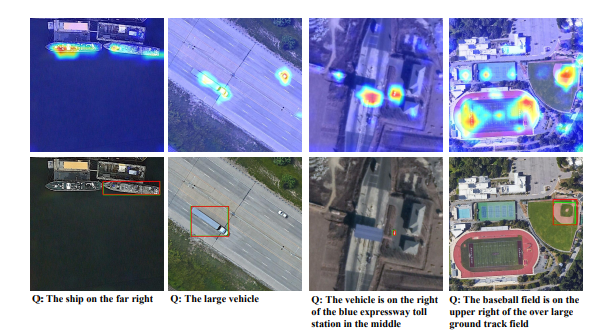 Q: The ship on the far right
Q: The large vehicle
Q: The vehicle is on the right
of the blue expressway toll
station in the middle
Q: The baseball field is on the
upper right of the over large
ground track field